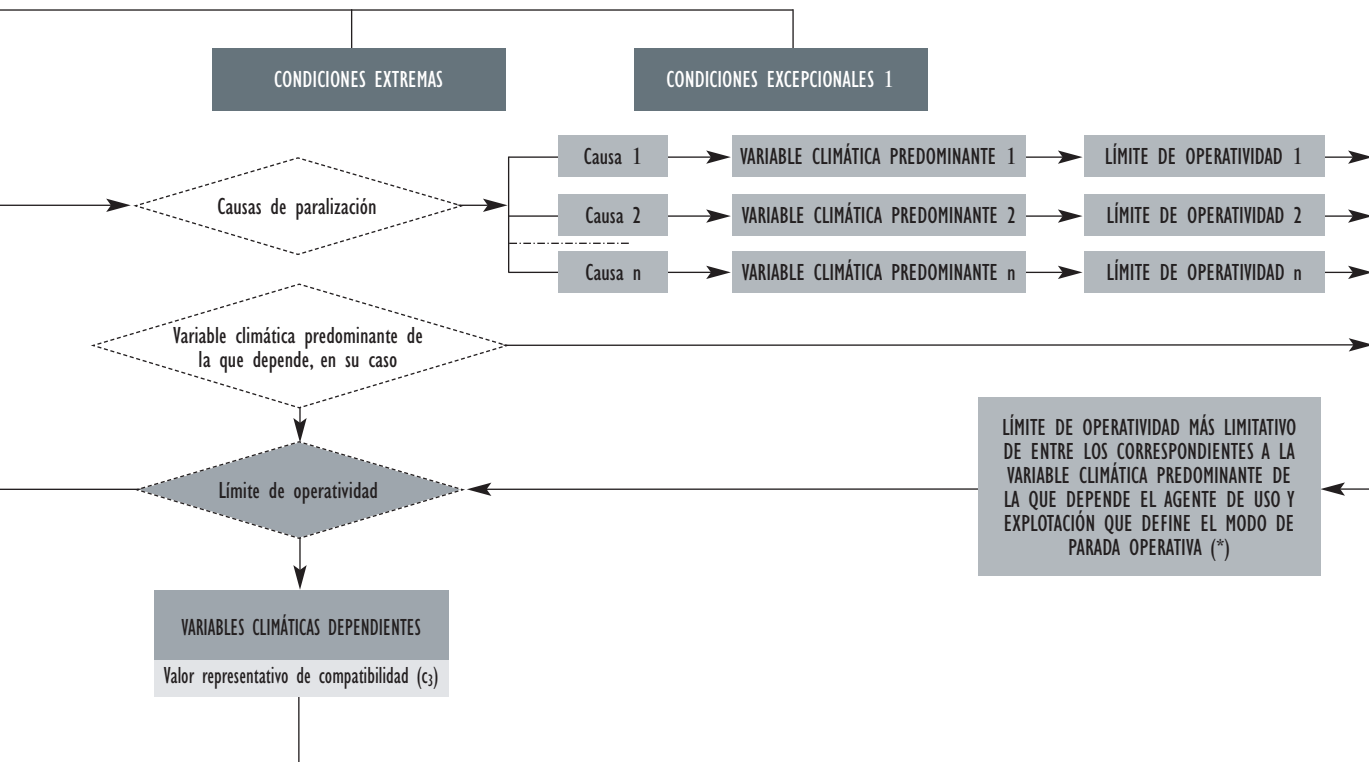 CONDICIONES EXTREMAS
CONDICIONES EXCEPCIONALES 1
Causas de paralización
Causa 1
VARIABLE CLIMÁTICA PREDOMINANTE 1
LÍMITE DE OPERATIVIDAD 1
Causa 2
VARIABLE CLIMÁTICA PREDOMINANTE 2
LÍMITE DE OPERATIVIDAD 2
Causa n
VARIABLE CLIMÁTICA PREDOMINANTE n
LÍMITE DE OPERATIVIDAD n
Variable climática predominante de
la que depende, en su caso
Límite de operatividad
LÍMITE DE OPERATIVIDAD MÁS LIMITATIVO
DE ENTRE LOS CORRESPONDIENTES A LA
VARIABLE CLIMÁTICA PREDOMINANTE DE
LA QUE DEPENDE EL AGENTE DE USO Y
EXPLOTACIÓN QUE DEFINE EL MODO DE
PARADA OPERATIVA (*)
VARIABLES CLIMÁTICAS DEPENDIENTES
Valor representativo de compatibilidad (c₃)